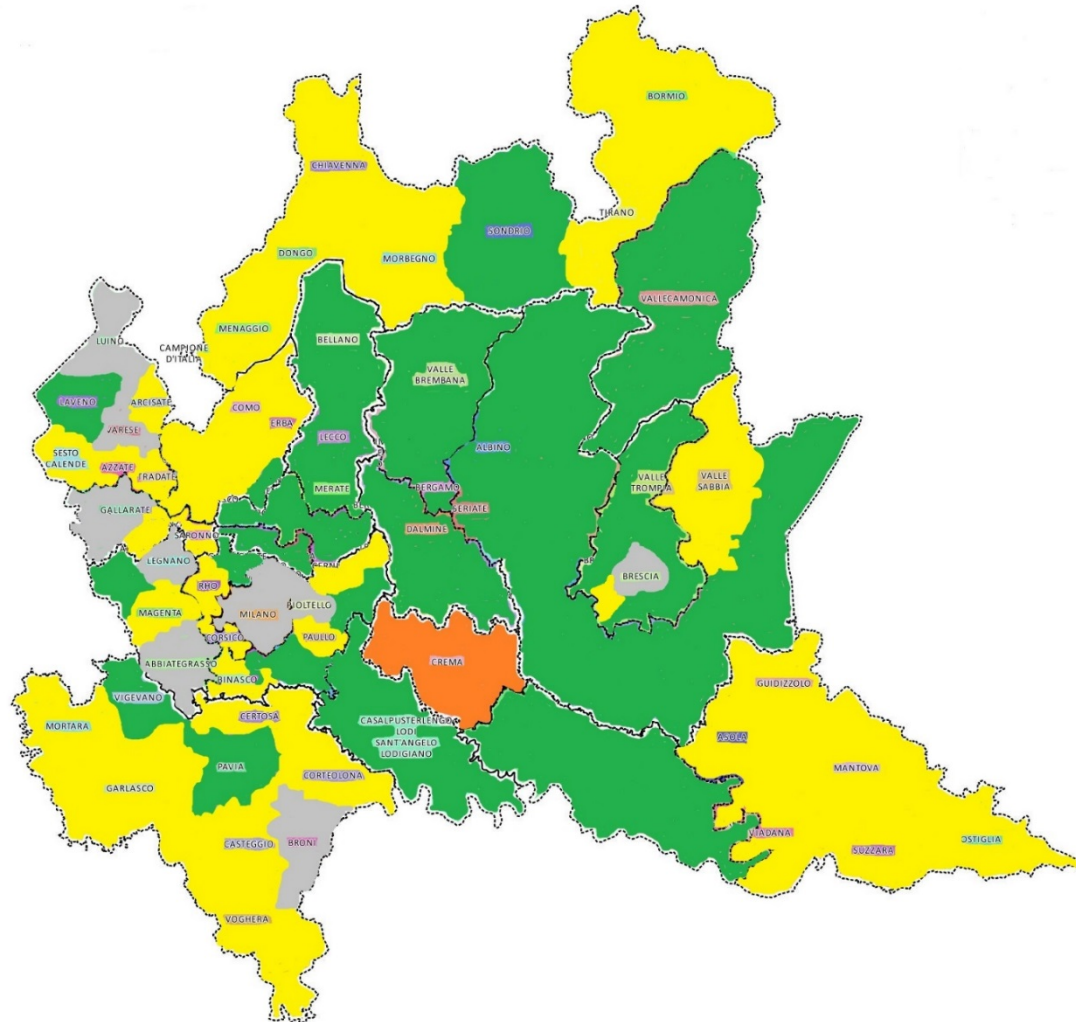 BORMIO
CHIAVENNA
TIRANO
SONDRIO
DONGO
MORBEGNO
VALLECAMONICA
MENAGGIO
LUINO
BELLANO
CAMPIONE
D'ITALIA
VALLE
BREMBANA
LAVENO
ARCISATE
COMO
ERBA
VARESE
LECCO
ALBINO
SESTO
CALENDE
AZZATE
TRADATE
VALLE
TROMPIA
VALLE
SABBIA
BERGAMO
MERATE
GALLARATE
SERIATE
DALMINE
SARONNO
LEGNANO
BRESCIA
RHO
MAGENTA
MILANO
PAULLO
CORSICO
CREMA
ABBIATEGRASSO
BINASCO
GUIDIZZOLO
VIGEVANO
CERTOSA
MORTARA
CASALPUSTERLENGO
LODI
SANT'ANGELO
LODIGIANO
ASOLA
PAVIA
MANTOVA
CORTEOLONA
GARLASCO
VIADANA
OSTIGLIA
CASTEGGIO
BRONI
SUZZARA
VOGHERA